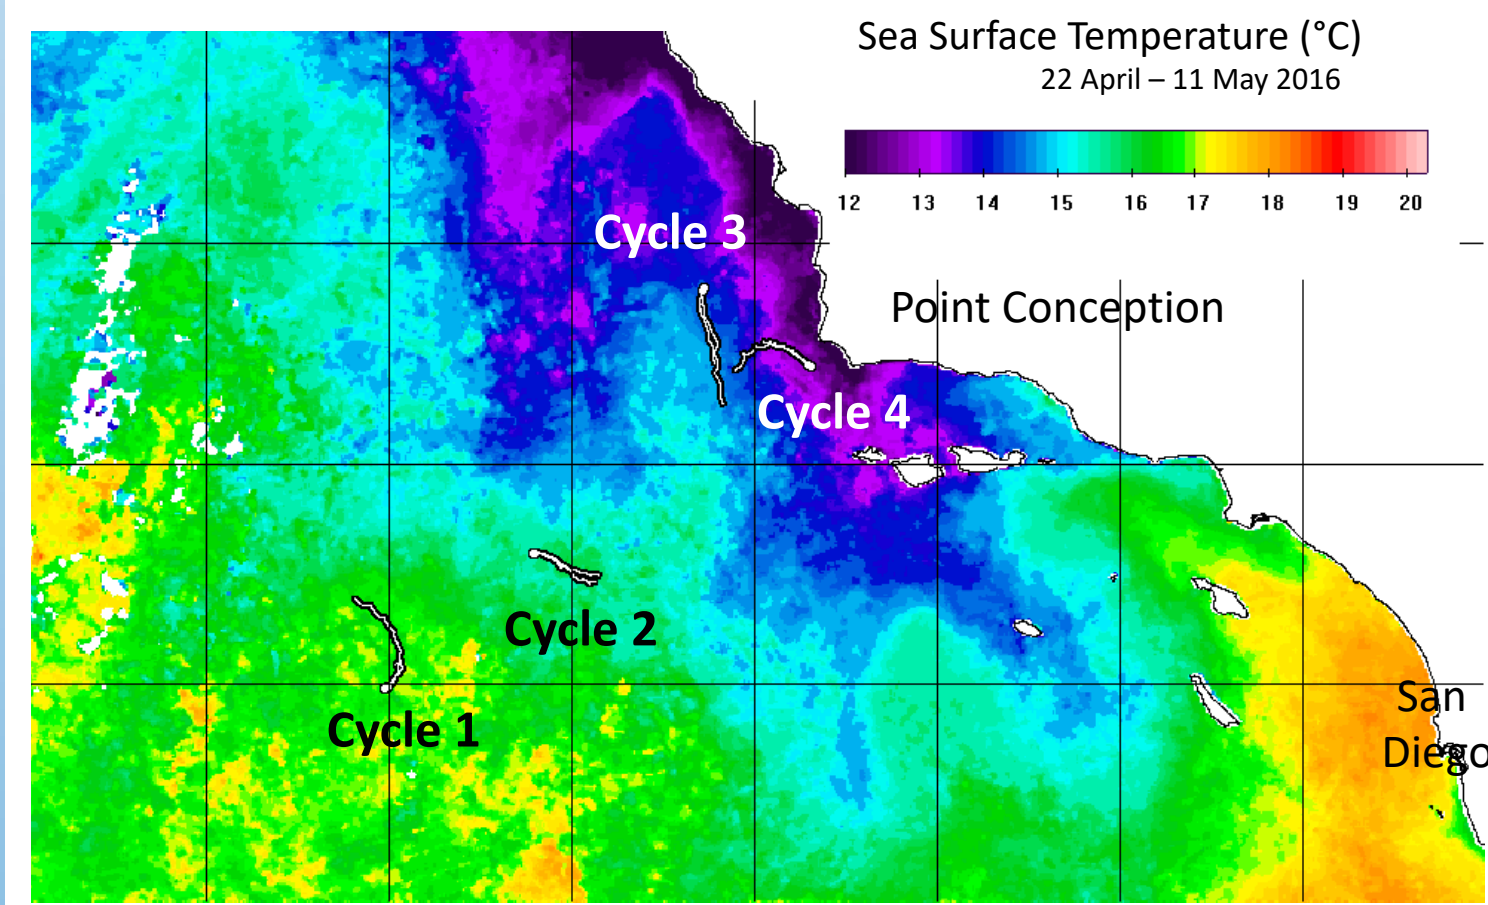 Sea Surface Temperature (°C)
22 April – 11 May 2016
12 13 14 15 16 17 18 19 20
Cycle 3
Point Conception
Cycle 4
Cycle 2
Cycle 1
San
Diego